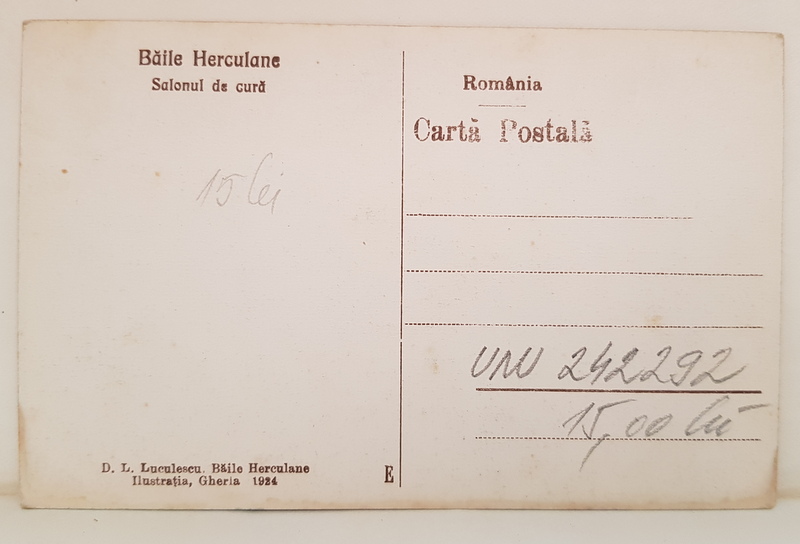 Băile Herculane
Salonul de cură
15 lei
D. L. Luculescu. Băile Herculane
Ilustrația, Gherla 1924
E
România
Cartă Postală
UNU 242292
15,00 lei